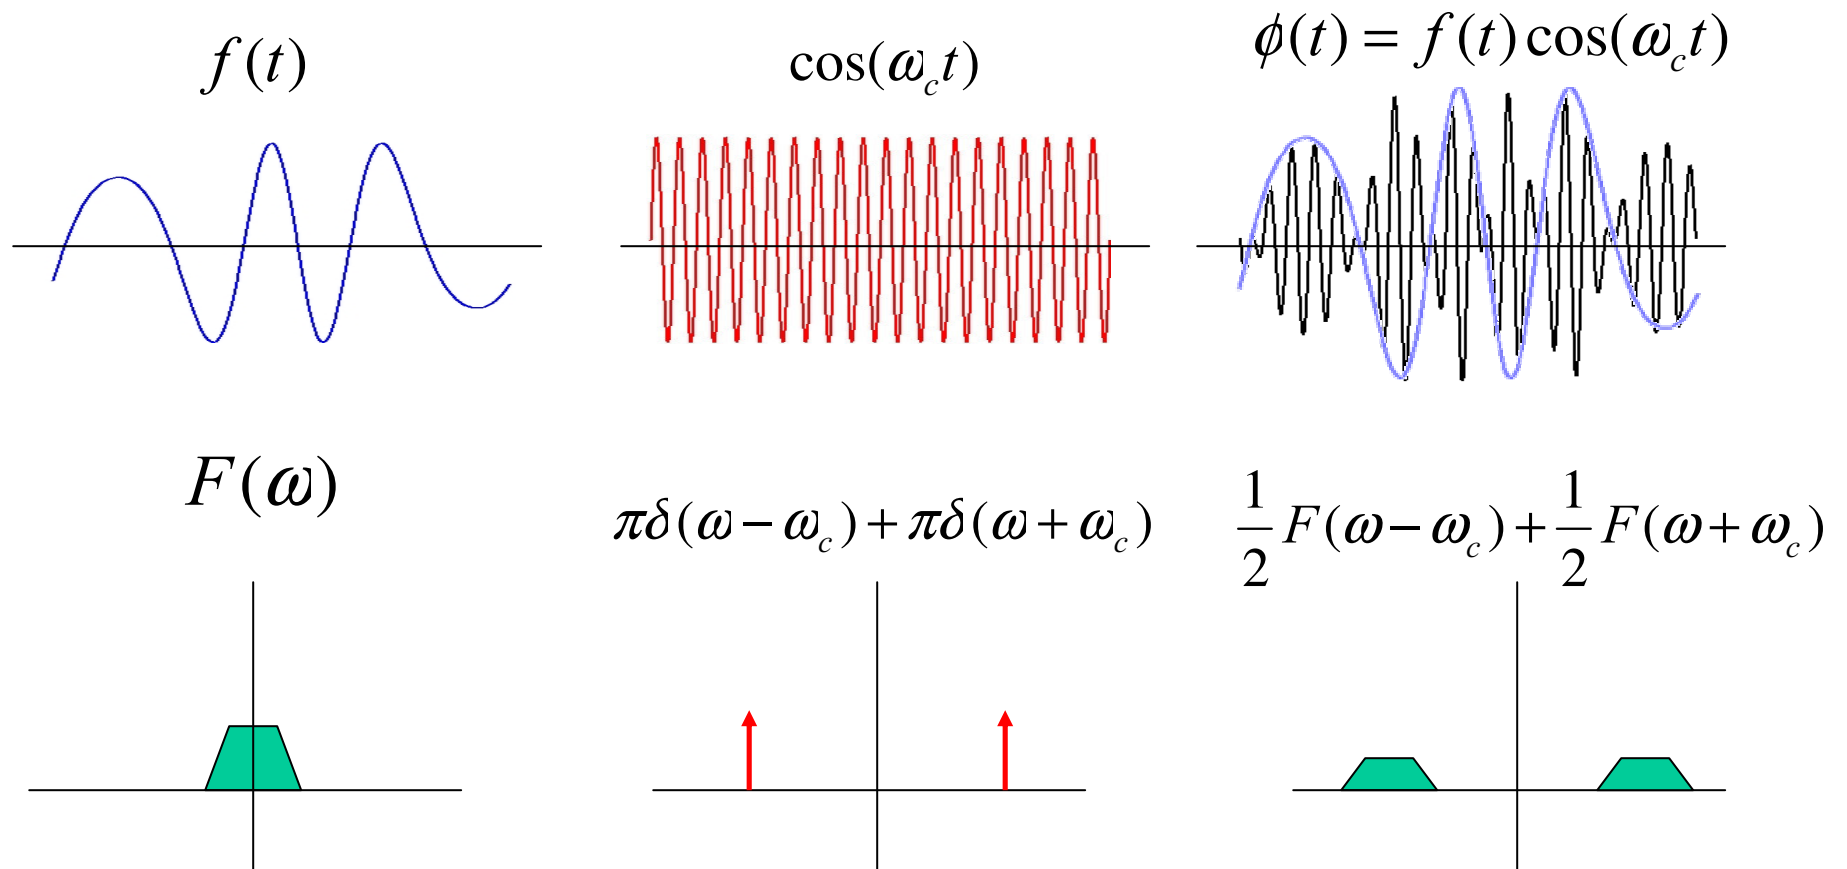 f(t)
cos(ω_c t)
ϕ(t) = f(t) cos(ω_c t)
F(ω)
πδ(ω − ω_c) + πδ(ω + ω_c)
1/2 F(ω − ω_c) + 1/2 F(ω + ω_c)